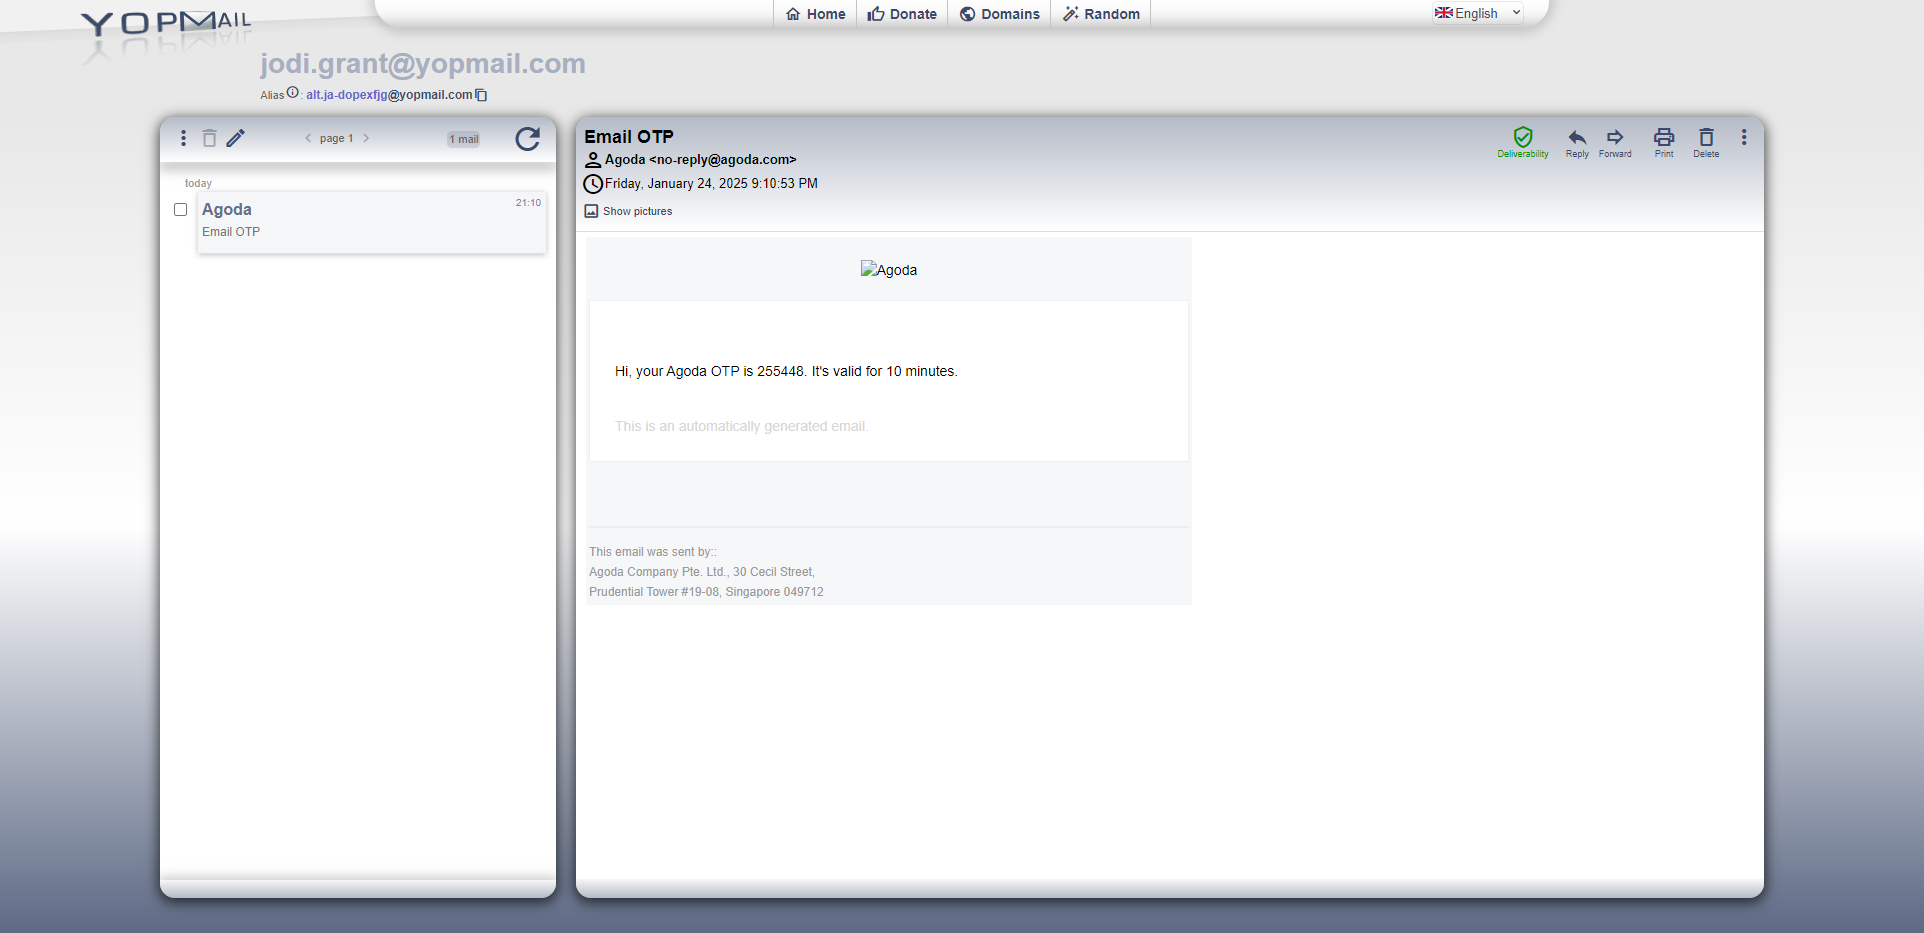 YOPMAIL
Home
Donate
Domains
Random
English
jodi.grant@yopmail.com
Alias : alt.ja-dopexfjg@yopmail.com
page 1
1 mail
today
Agoda
21:10
Email OTP
Email OTP
Agoda <no-reply@agoda.com>
Friday, January 24, 2025 9:10:53 PM
Show pictures
Deliverability
Reply
Forward
Print
Delete
Agoda
Hi, your Agoda OTP is 255448. It's valid for 10 minutes.
This is an automatically generated email.
This email was sent by::
Agoda Company Pte. Ltd., 30 Cecil Street,
Prudential Tower #19-08, Singapore 049712